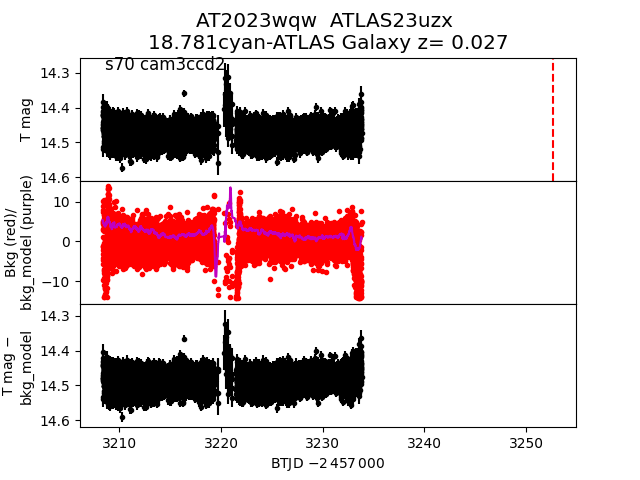 AT2023wqw ATLAS23uzx
18.781cyan-ATLAS Galaxy z= 0.027
s70 cam3ccd2
T mag
14.3
14.4
14.5
14.6
Bkg (red)/
bkg_model (purple)
10
0
−10
T mag −
bkg_model
14.3
14.4
14.5
14.6
3210 3220 3230 3240 3250
BTJD −2 457 000